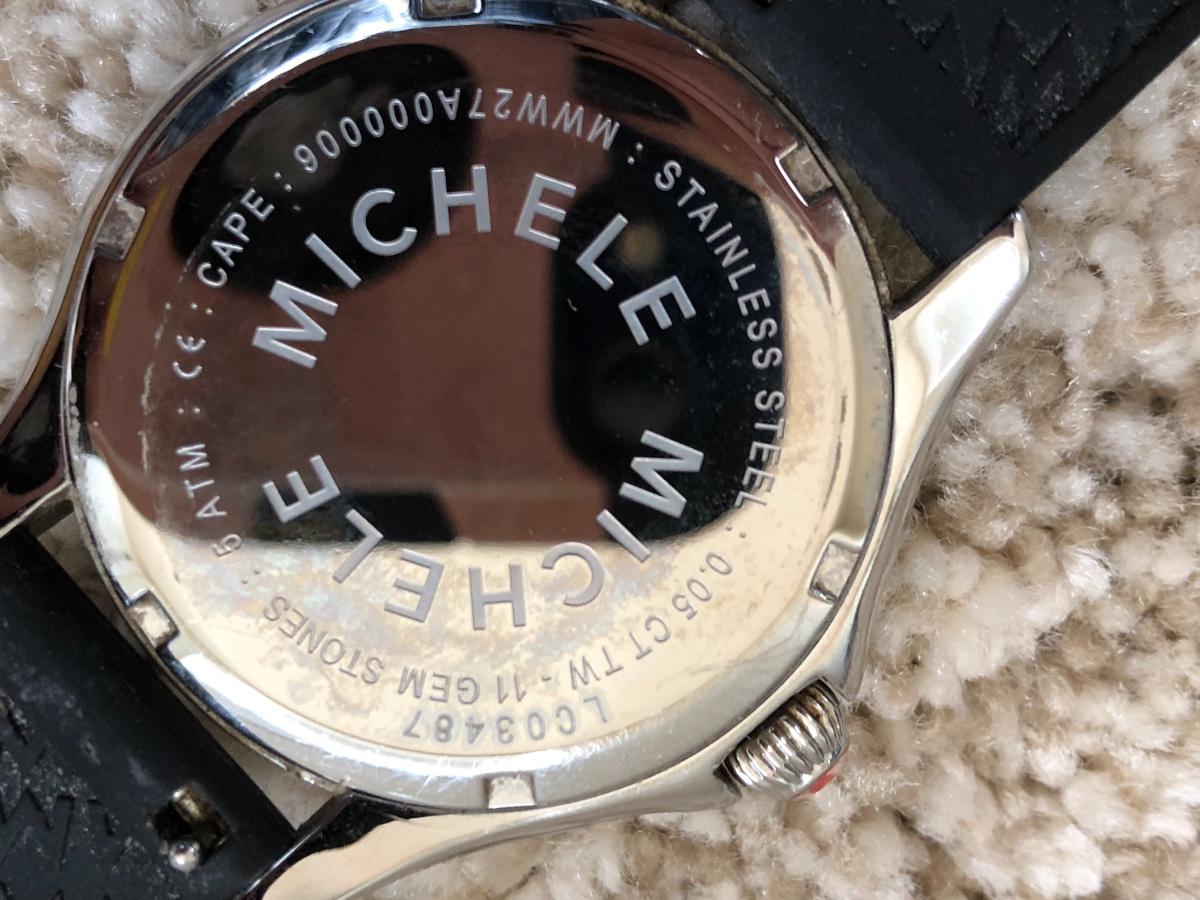 MICHELE
MICHELE
5 ATM : CE : CAPE : MWW27A000006 : STAINLESS STEEL : 0.05 CT TW - 11 GEM STONES :
LC03487